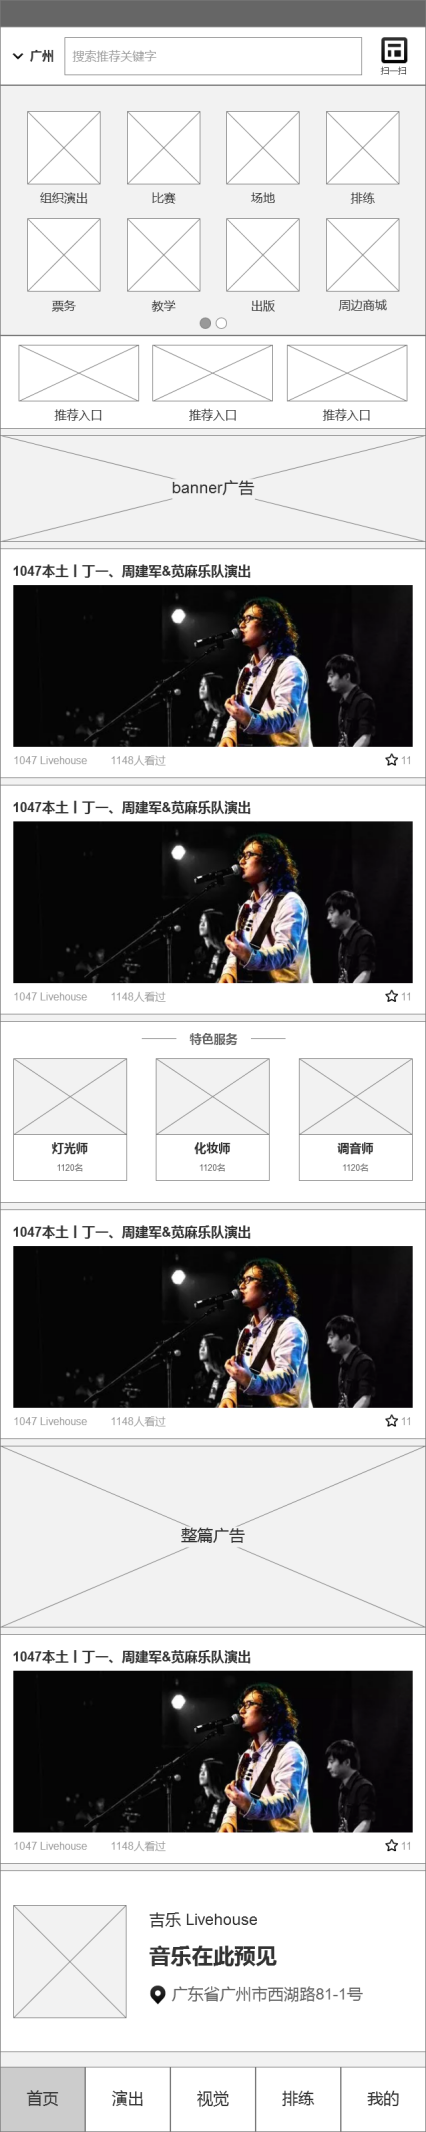 广州
搜索推荐关键字
扫一扫
组织演出 比赛 场地 排练
票务 教学 出版 周边商城
推荐入口 推荐入口 推荐入口
banner广告
1047本土丨丁一、周建军&苋麻乐队演出
1047 Livehouse 1148人看过 11
1047本土丨丁一、周建军&苋麻乐队演出
1047 Livehouse 1148人看过 11
特色服务
灯光师 化妆师 调音师
1120名 1120名 1120名
1047本土丨丁一、周建军&苋麻乐队演出
1047 Livehouse 1148人看过 11
整篇广告
1047本土丨丁一、周建军&苋麻乐队演出
1047 Livehouse 1148人看过 11
吉乐 Livehouse
音乐在此预见
广东省广州市西湖路81-1号
首页 演出 视觉 排练 我的